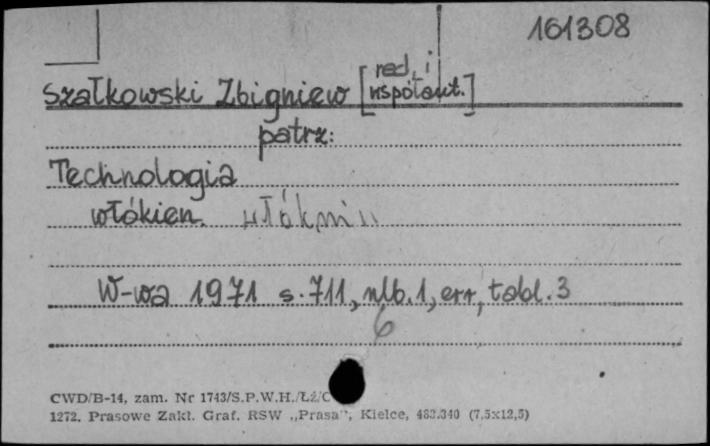 161308
Szałkowski Zbigniew [red. i współaut.]
patrz:
Technologia
włókien.
W-wa 1971 s. 711, nlb. 1, err, tabl. 3
6
CWD/B-14, zam. Nr 1743/S.P.W.H./Łź/C
1272. Prasowe Zakł. Graf. RSW „Prasa”, Kielce, 483.340 (7,5x12,5)